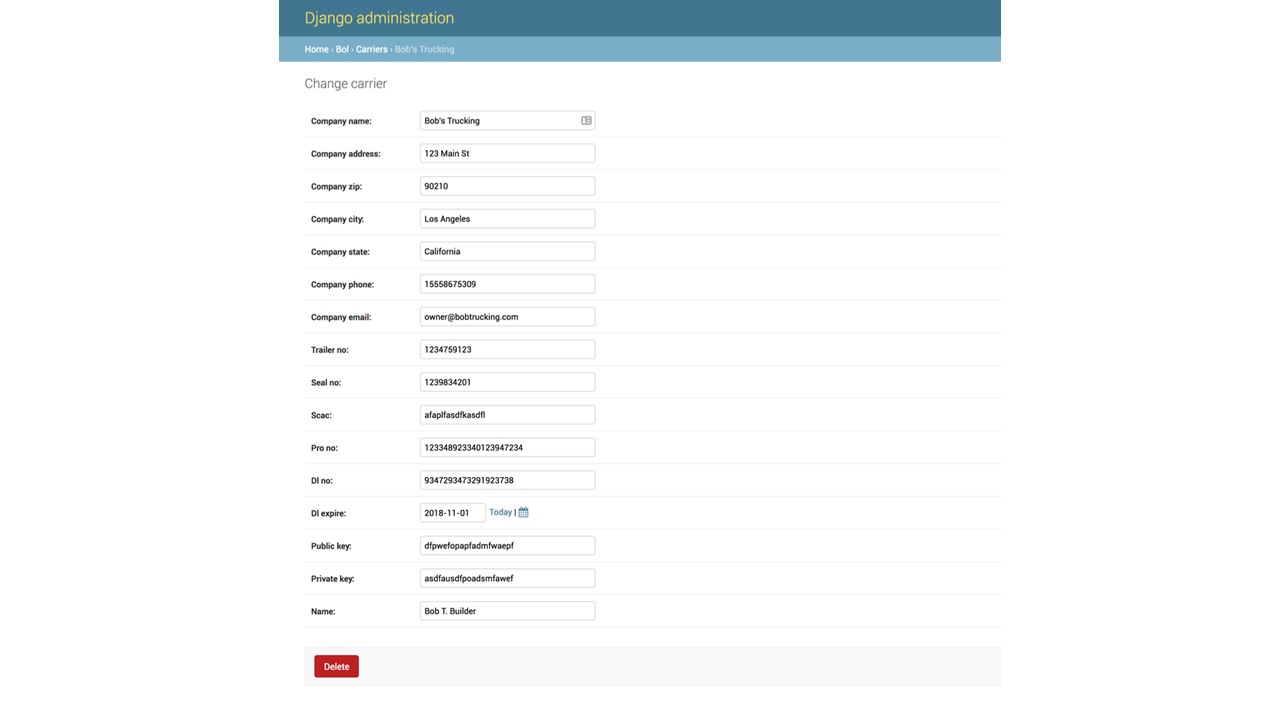 Django administration
Home › Bol › Carriers › Bob's Trucking
Change carrier
Company name: Bob's Trucking
Company address: 123 Main St
Company zip: 90210
Company city: Los Angeles
Company state: California
Company phone: 15558675309
Company email: owner@bobtrucking.com
Trailer no: 1234759123
Seal no: 1239834201
Scac: afaplfasdfkasdfl
Pro no: 123348923340123947234
Dl no: 9347293473291923738
Dl expire: 2018-11-01 Today |
Public key: dfpwefopapfadmfwaepf
Private key: asdfausdfpoadsmfawef
Name: Bob T. Builder
Delete